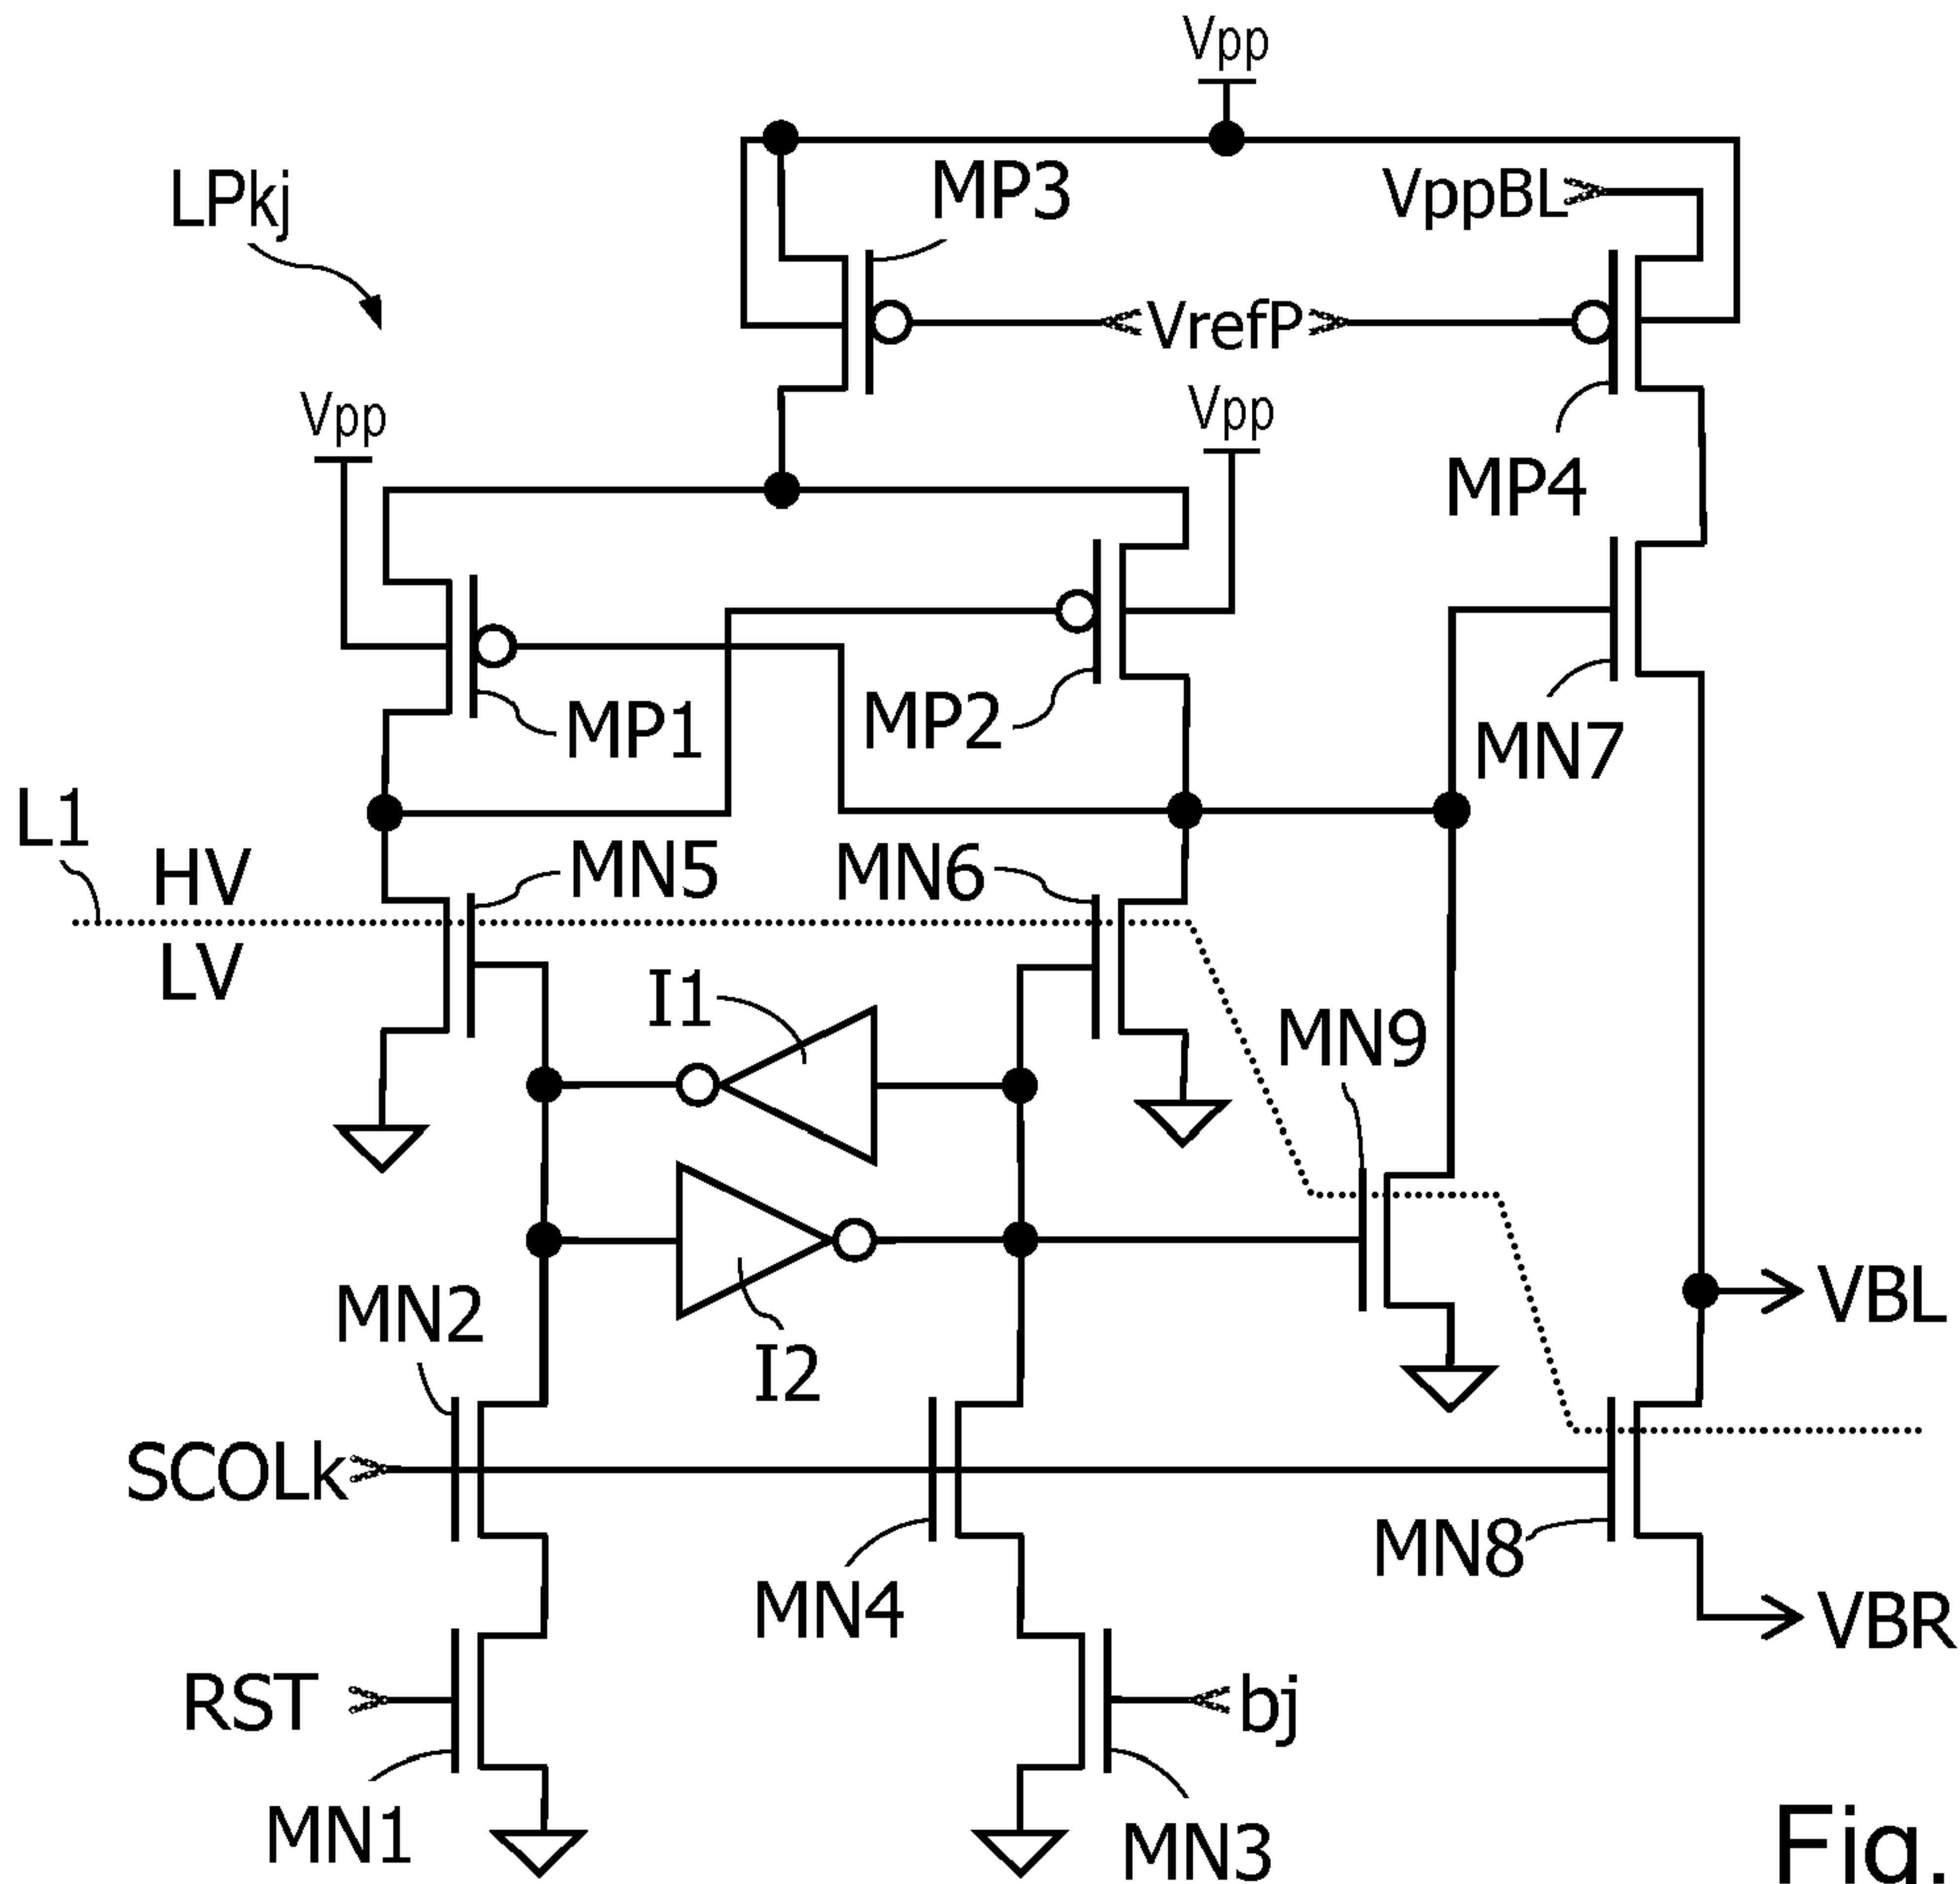 Vpp
LPkj
MP3
VppBL
VrefP
Vpp
Vpp
MP4
MP1
MP2
MN7
L1
HV
MN5
MN6
LV
I1
MN9
MN2
I2
VBL
SCOLk
MN8
MN4
VBR
RST
bj
MN1
MN3
Fig.